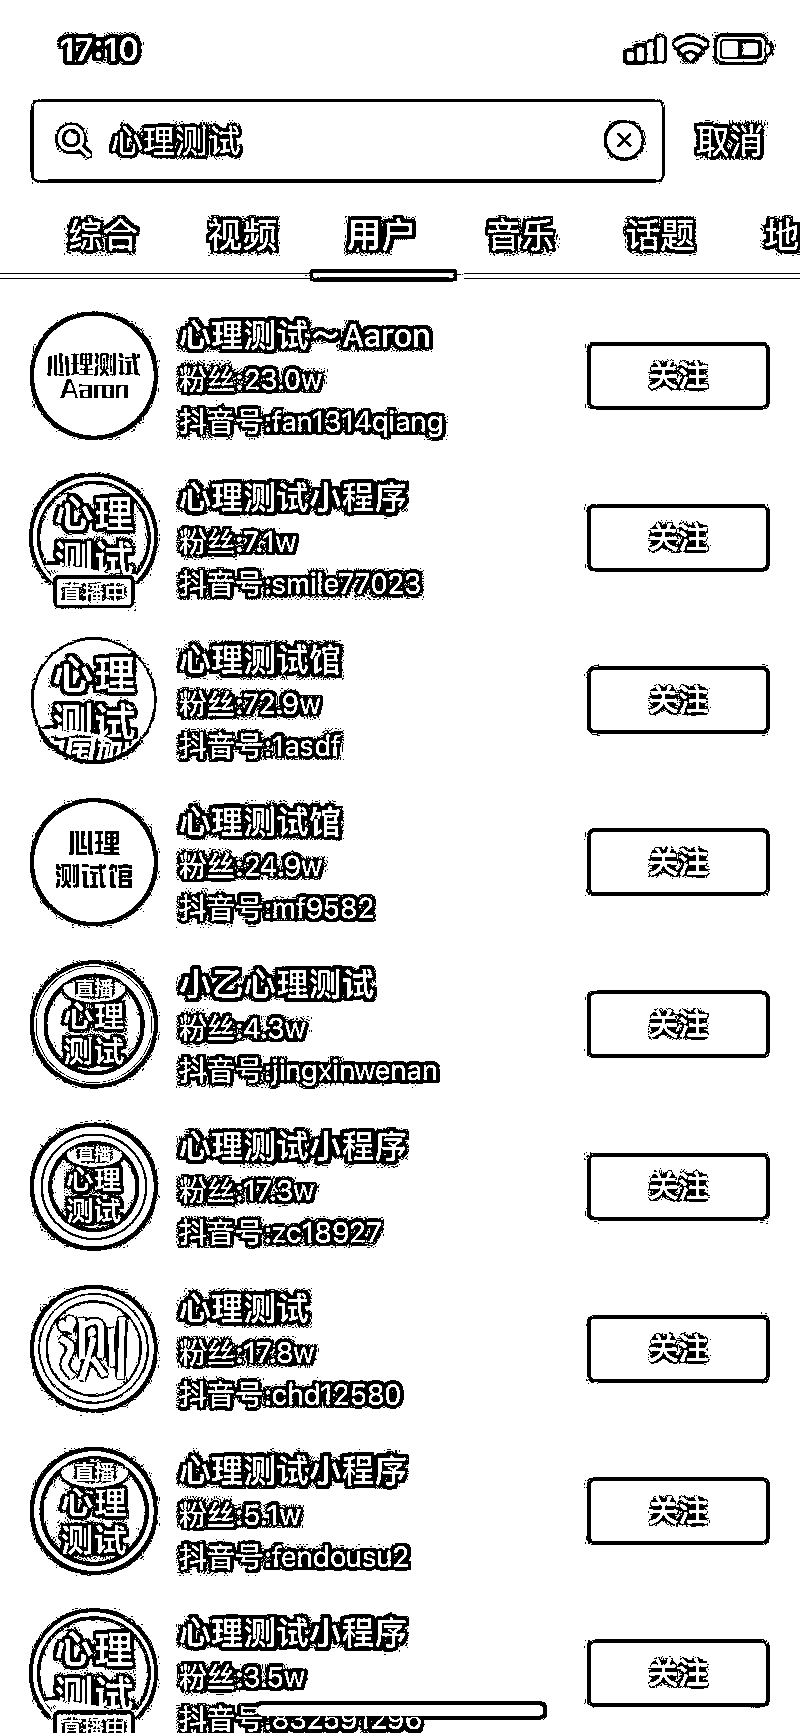 17:10
心理测试
取消
综合 视频 用户 音乐 话题 地
心理测试
Aaron
心理测试～Aaron
粉丝:23.0w
抖音号:fan1314qiang
关注
心理
测试
直播中
心理测试小程序
粉丝:7.1w
抖音号:smile77023
关注
心理
测试
心理测试馆
粉丝:72.9w
抖音号:1asdf
关注
心理
测试馆
心理测试馆
粉丝:24.9w
抖音号:mf9582
关注
直播
心理
测试
小乙心理测试
粉丝:4.3w
抖音号:jingxinwenan
关注
直播
心理
测试
心理测试小程序
粉丝:17.3w
抖音号:zc18927
关注
测
心理测试
粉丝:17.8w
抖音号:chd12580
关注
直播
心理
测试
心理测试小程序
粉丝:5.1w
抖音号:fendousu2
关注
心理
测试
直播中
心理测试小程序
粉丝:3.5w
抖音号:832591296
关注